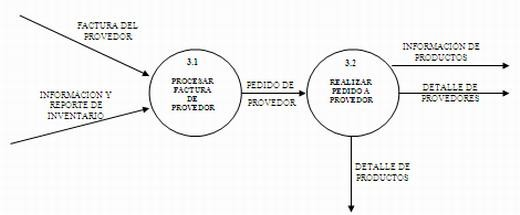 FACTURA DEL
PROVEDOR
INFORMACION Y
REPORTE DE
INVENTARIO
3.1
PROCESAR
FACTURA
DE
PROVEDOR
PEDIDO DE
PROVEDOR
3.2
REALIZAR
PEDIDO A
PROVEDOR
INFORMACION DE
PRODUCTOS
DETALLE DE
PROVEDORES
DETALLE DE
PRODUCTOS